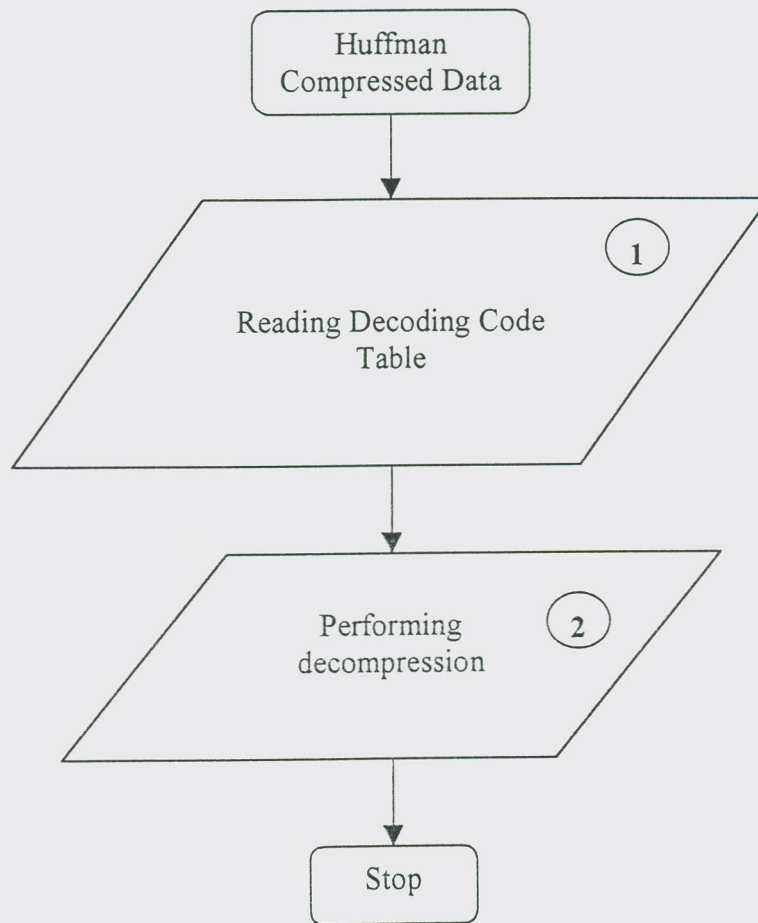 Huffman
Compressed Data
1
Reading Decoding Code
Table
Performing
2
decompression
Stop